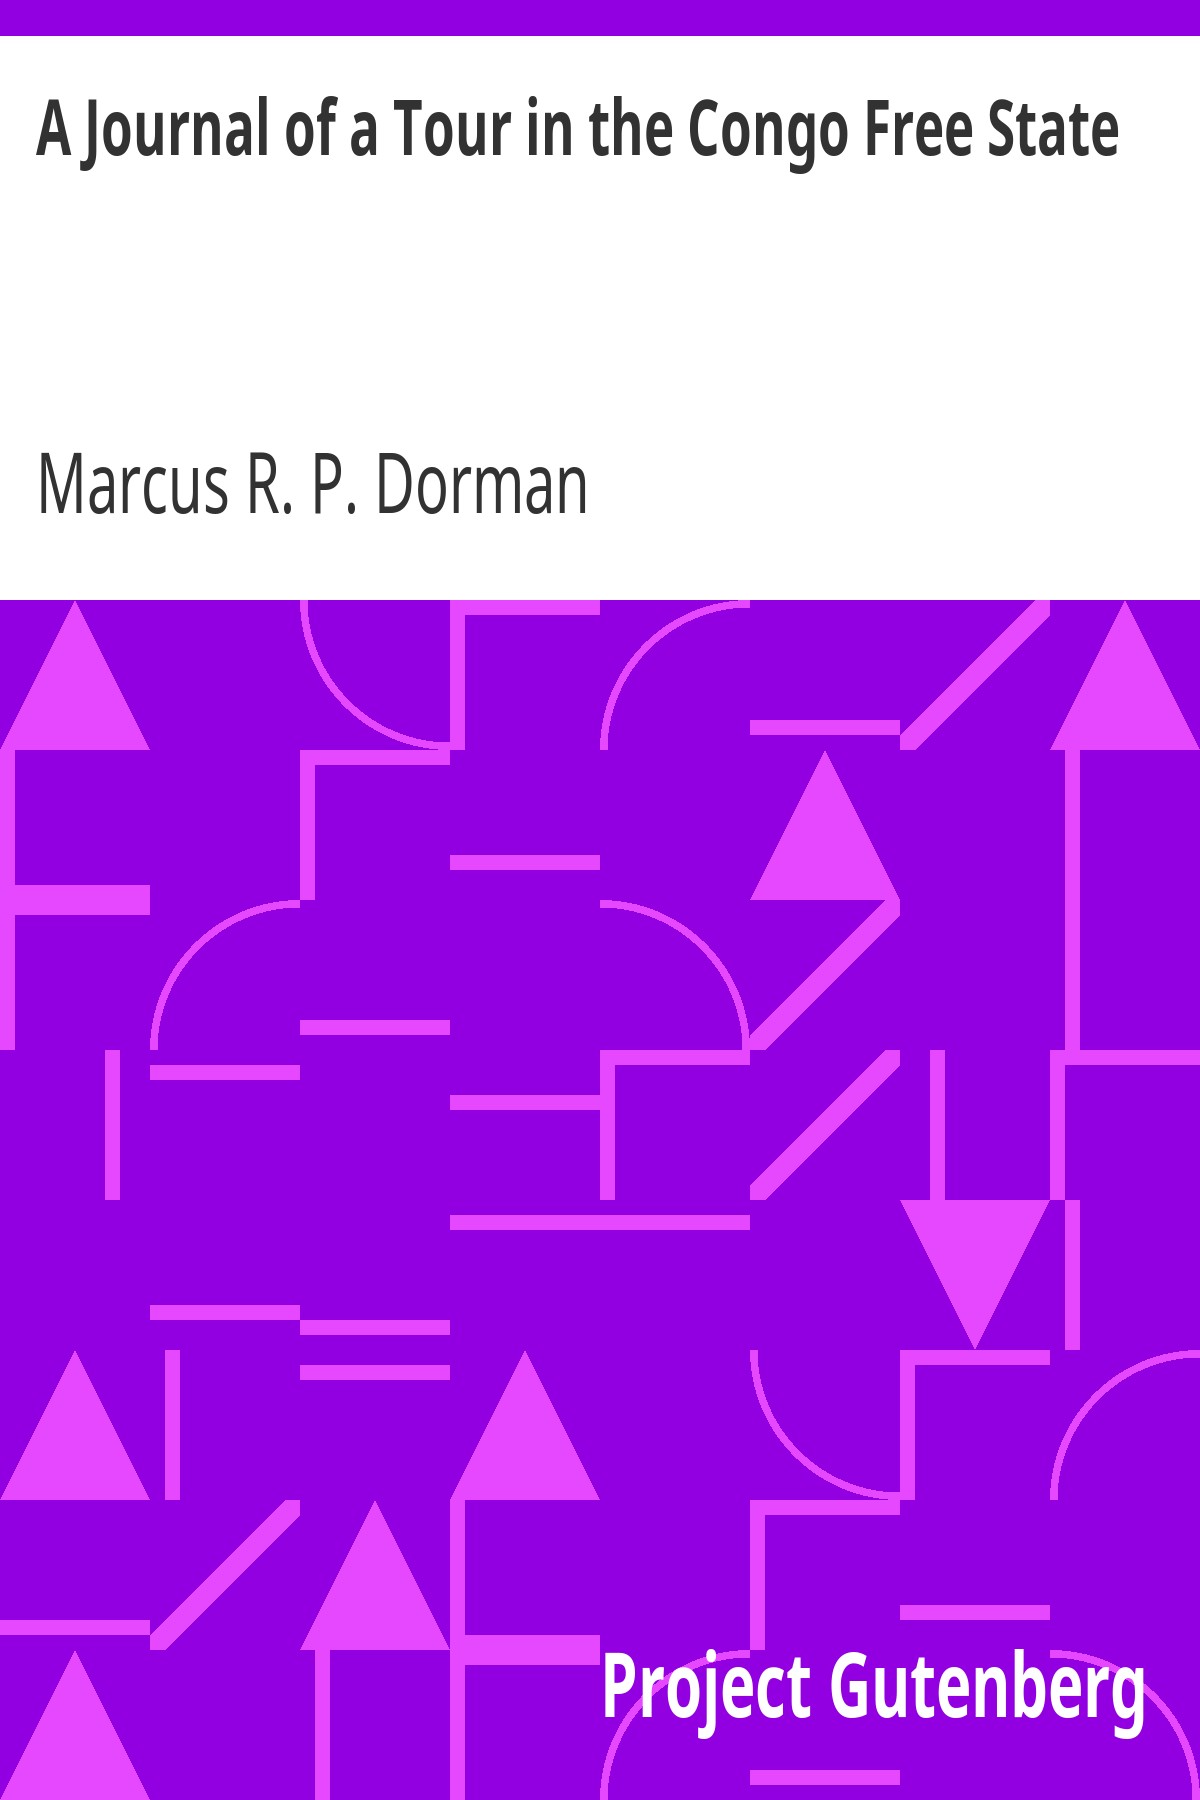 A Journal of a Tour in the Congo Free State
Marcus R. P. Dorman
Project Gutenberg